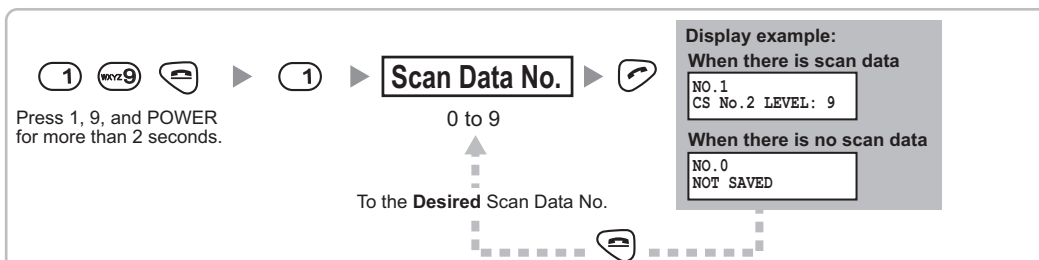 1 WXYZ9 1 Scan Data No.
Press 1, 9, and POWER
for more than 2 seconds.
0 to 9
To the Desired Scan Data No.
Display example:
When there is scan data
NO.1
CS No.2 LEVEL: 9
When there is no scan data
NO.0
NOT SAVED